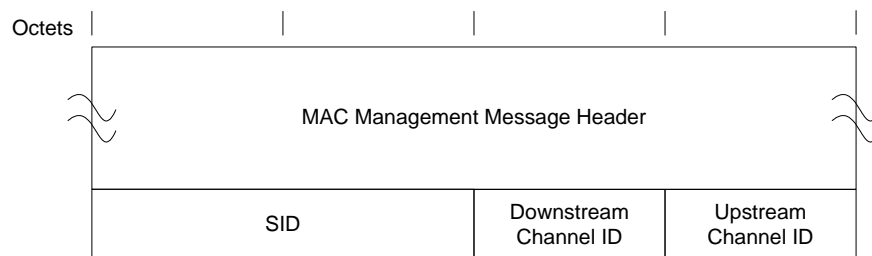 Octets
MAC Management Message Header
SID
Downstream
Channel ID
Upstream
Channel ID